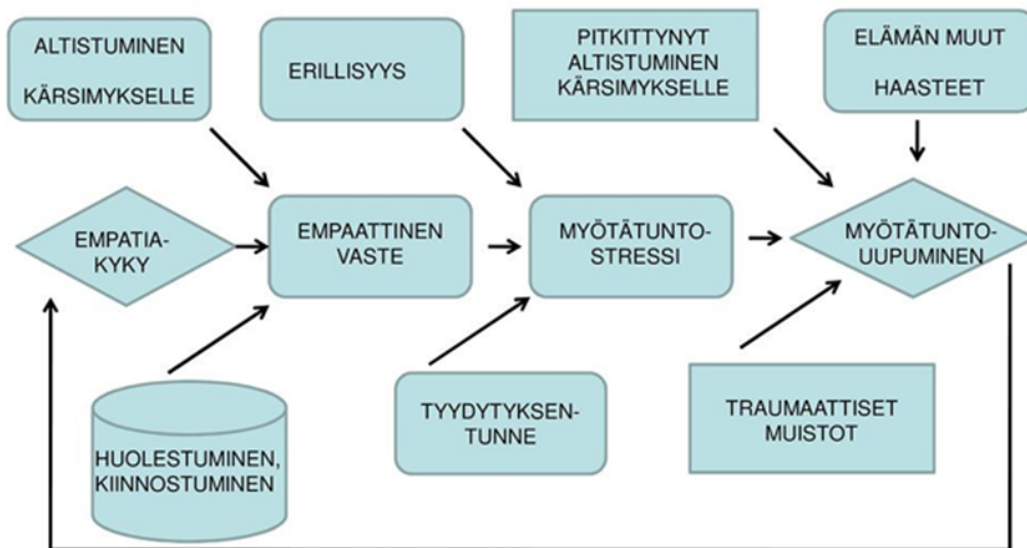 ALTISTUMINEN
KÄRSIMYKSELLE
ERILLISYYS
PITKITTYNYT
ALTISTUMINEN
KÄRSIMYKSELLE
ELÄMÄN MUUT
HAASTEET
EMPATIA-
KYKY
EMPAATTINEN
VASTE
MYÖTÄTUNTO-
STRESSI
MYÖTÄTUNTO-
UUPUMINEN
HUOLESTUMINEN,
KIINNOSTUMINEN
TYYDYTYKSEN-
TUNNE
TRAUMAATTISET
MUISTOT